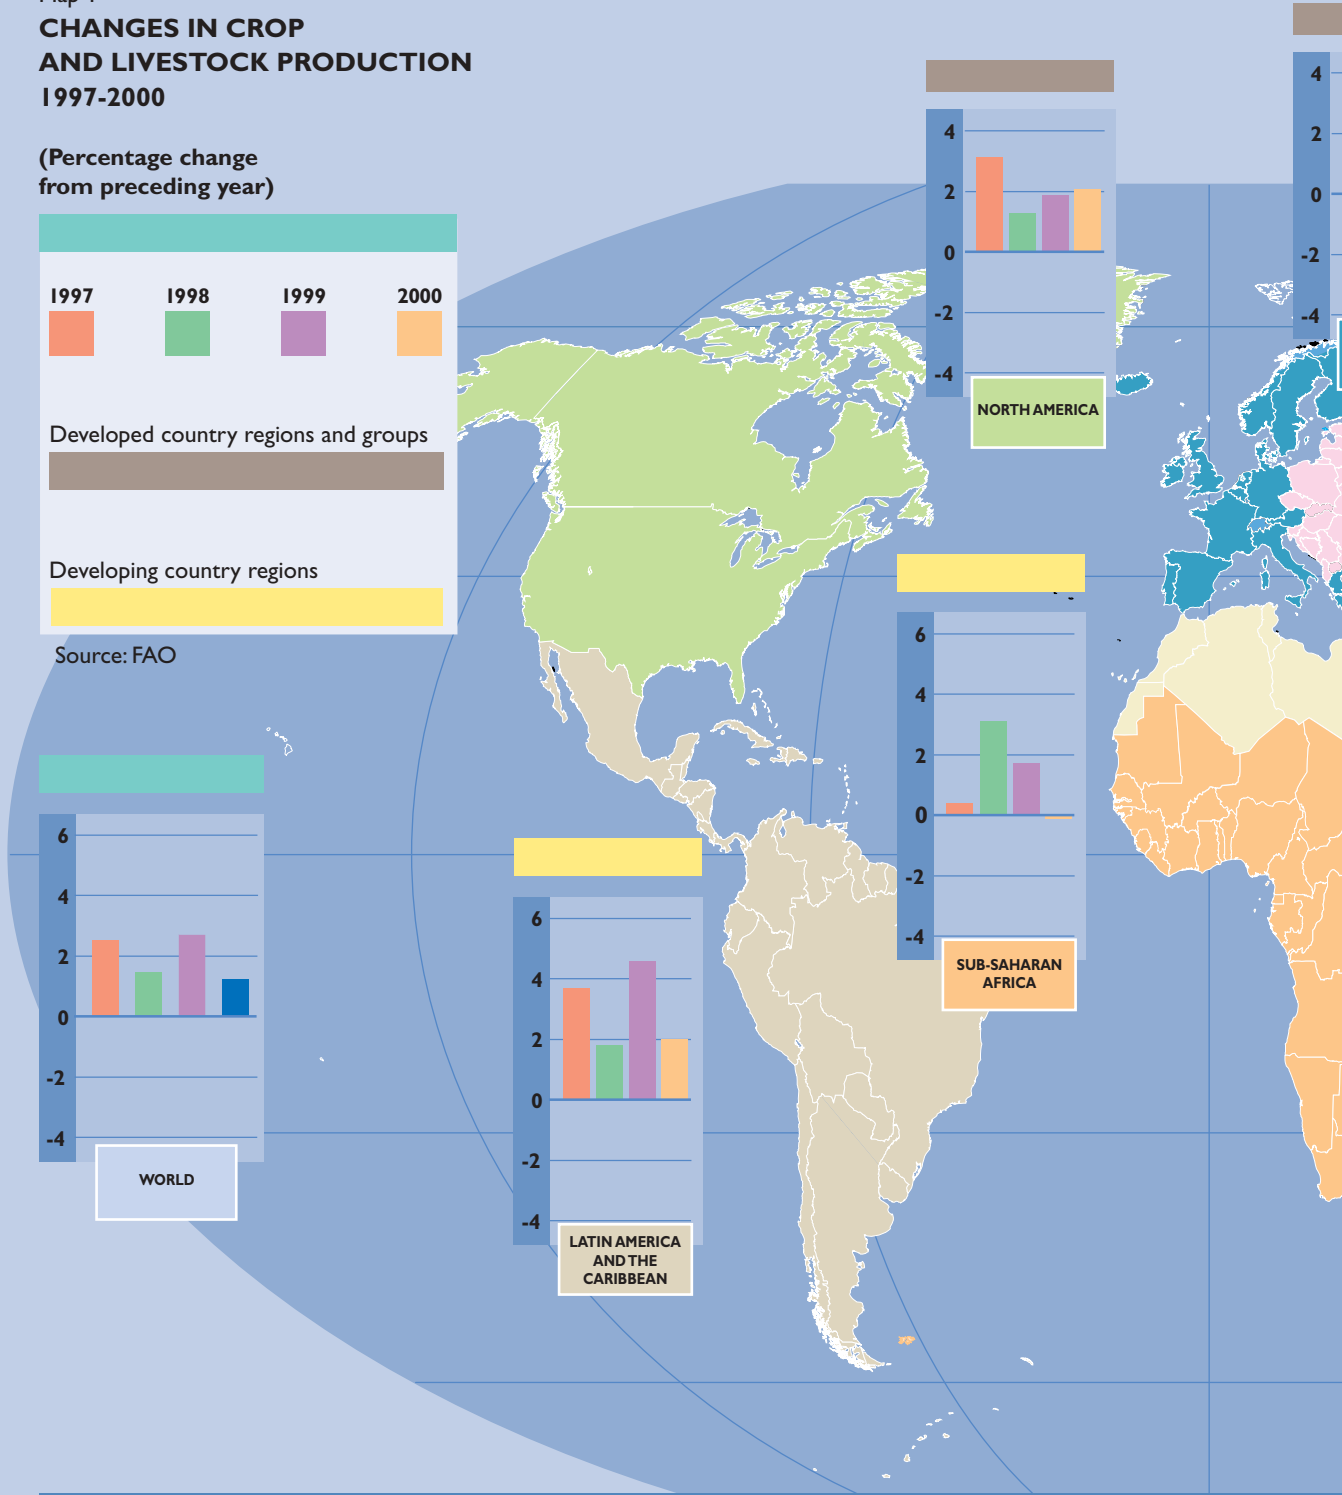 CHANGES IN CROP
AND LIVESTOCK PRODUCTION
1997-2000
(Percentage change
from preceding year)
1997 1998 1999 2000
Developed country regions and groups
Developing country regions
Source: FAO
4
2
0
-2
-4
NORTH AMERICA
4
2
0
-2
-4
6
4
2
0
-2
-4
SUB-SAHARAN
AFRICA
6
4
2
0
-2
-4
WORLD
6
4
2
0
-2
-4
LATIN AMERICA
AND THE
CARIBBEAN